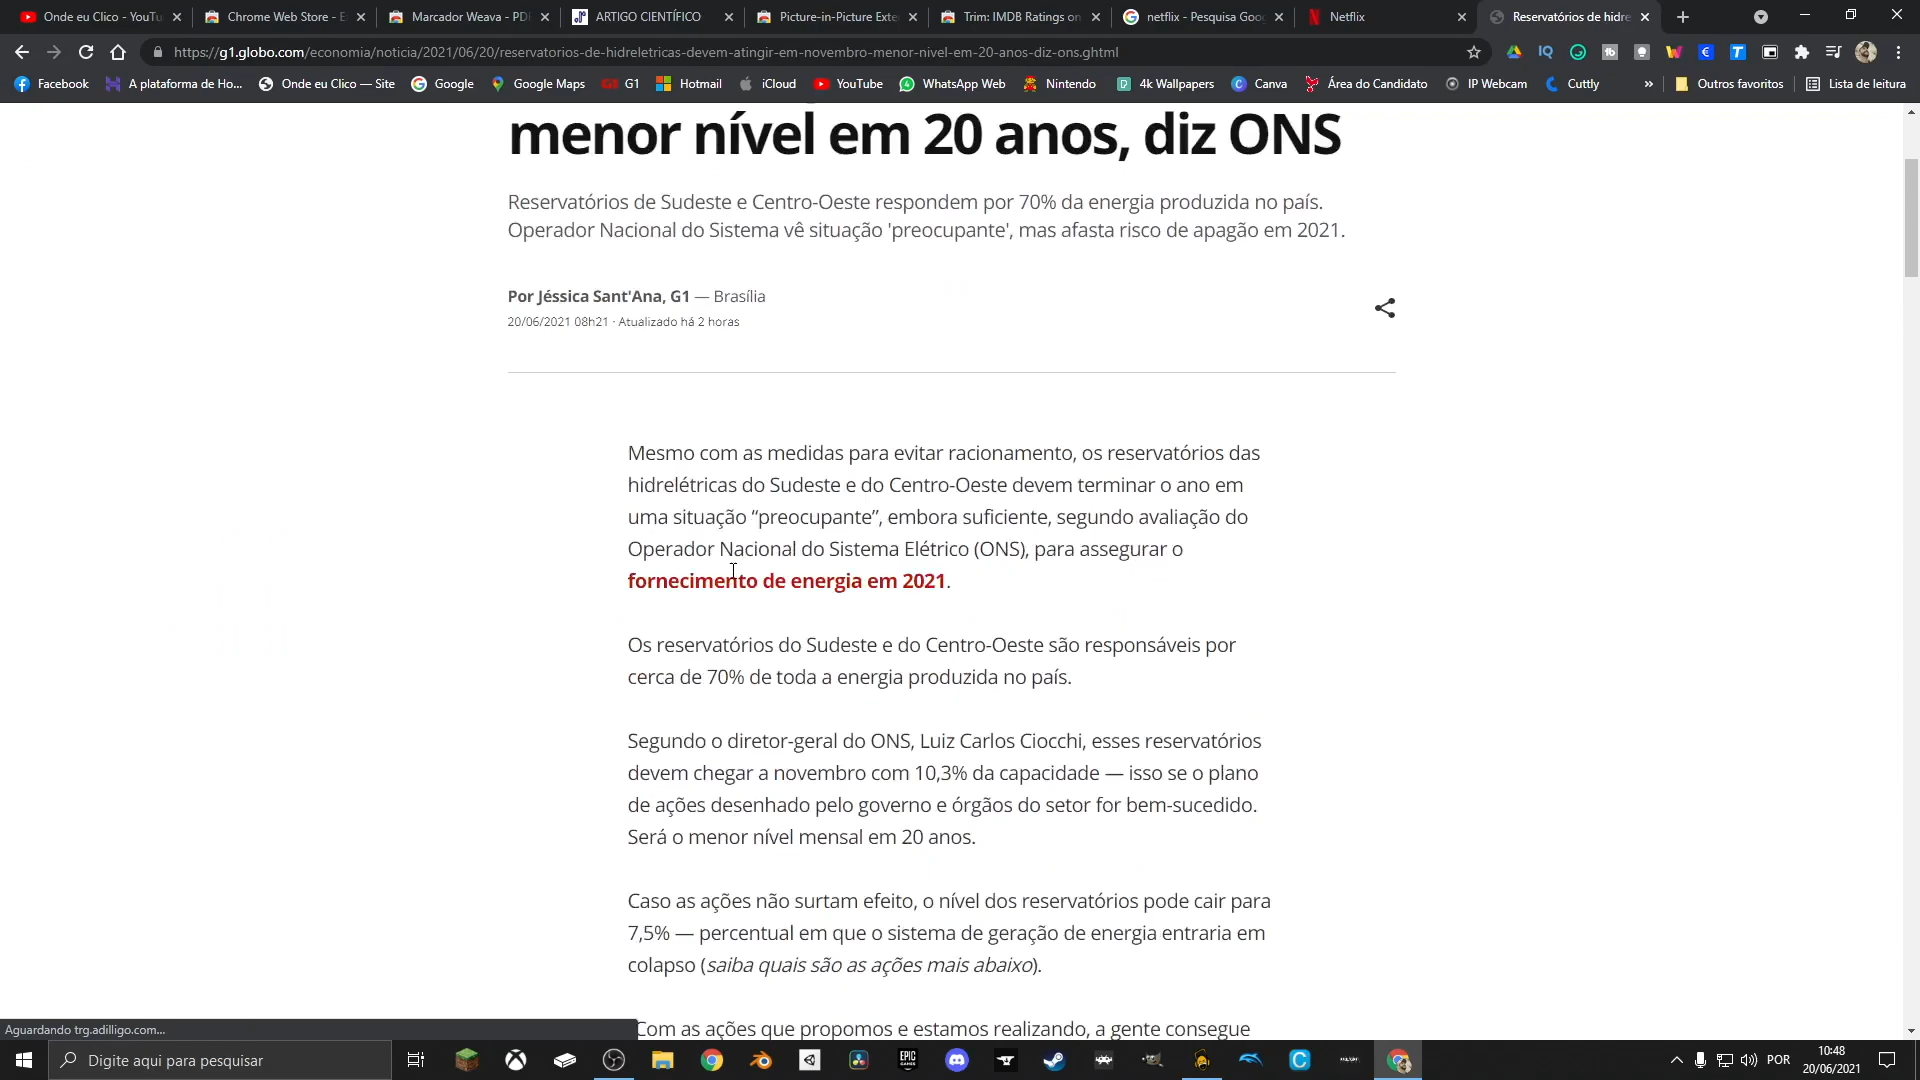 Onde eu Clico - YouTu
Chrome Web Store - E
Marcador Weava - PDF
ARTIGO CIENTÍFICO
Picture-in-Picture Exte
Trim: IMDB Ratings on
netflix - Pesquisa Goog
Netflix
Reservatórios de hidre
https://g1.globo.com/economia/noticia/2021/06/20/reservatorios-de-hidreletricas-devem-atingir-em-novembro-menor-nivel-em-20-anos-diz-ons.ghtml
Facebook
A plataforma de Ho...
Onde eu Clico — Site
Google
Google Maps
G1
Hotmail
iCloud
YouTube
WhatsApp Web
Nintendo
4k Wallpapers
Canva
Área do Candidato
IP Webcam
Cuttly
»
Outros favoritos
Lista de leitura
menor nível em 20 anos, diz ONS
Reservatórios de Sudeste e Centro-Oeste respondem por 70% da energia produzida no país.
Operador Nacional do Sistema vê situação 'preocupante', mas afasta risco de apagão em 2021.
Por Jéssica Sant'Ana, G1 — Brasília
20/06/2021 08h21 · Atualizado há 2 horas
Mesmo com as medidas para evitar racionamento, os reservatórios das
hidrelétricas do Sudeste e do Centro-Oeste devem terminar o ano em
uma situação “preocupante”, embora suficiente, segundo avaliação do
Operador Nacional do Sistema Elétrico (ONS), para assegurar o
fornecimento de energia em 2021.
Os reservatórios do Sudeste e do Centro-Oeste são responsáveis por
cerca de 70% de toda a energia produzida no país.
Segundo o diretor-geral do ONS, Luiz Carlos Ciocchi, esses reservatórios
devem chegar a novembro com 10,3% da capacidade — isso se o plano
de ações desenhado pelo governo e órgãos do setor for bem-sucedido.
Será o menor nível mensal em 20 anos.
Caso as ações não surtam efeito, o nível dos reservatórios pode cair para
7,5% — percentual em que o sistema de geração de energia entraria em
colapso (saiba quais são as ações mais abaixo).
Com as ações que propomos e estamos realizando, a gente consegue
Aguardando trg.adilligo.com...
Digite aqui para pesquisar
POR
10:48
20/06/2021